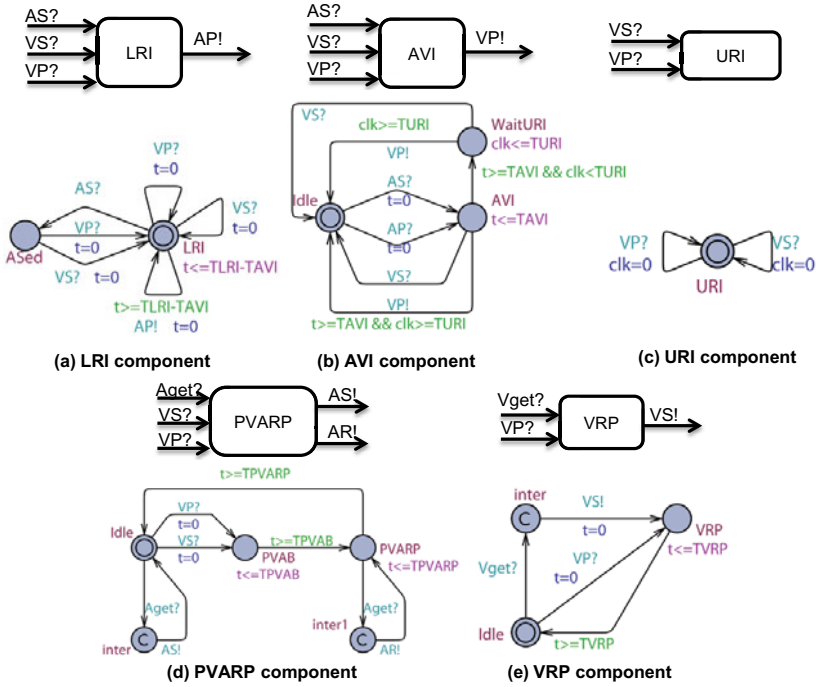 AS?
VS?
VP?
LRI
AP!
AS?
VS?
VP?
AVI
VP!
VS?
VP?
URI
VP?
t=0
AS?
VP?
t=0
VS?
t=0
ASed
VS? t=0
LRI
t<=TLRI-TAVI
t>=TLRI-TAVI
AP! t=0
(a) LRI component
VS?
clk>=TURI
VP!
WaitURI
clk<=TURI
t>=TAVI && clk<TURI
Idle
AS?
t=0
AP?
t=0
AVI
t<=TAVI
VS?
VP!
t>=TAVI && clk>=TURI
(b) AVI component
VP?
clk=0
VS?
clk=0
URI
(c) URI component
Aget?
VS?
VP?
PVARP
AS!
AR!
t>=TPVARP
Idle
VP?
t=0
VS?
t=0
PVAB
t<=TPVAB
t>=TPVAB
PVARP
t<=TPVARP
Aget?
C
inter
AS!
Aget?
inter1
C
AR!
(d) PVARP component
Vget?
VP?
VRP
VS!
inter
C
VS!
t=0
VRP
t<=TVRP
Vget?
VP?
t=0
Idle
t>=TVRP
(e) VRP component